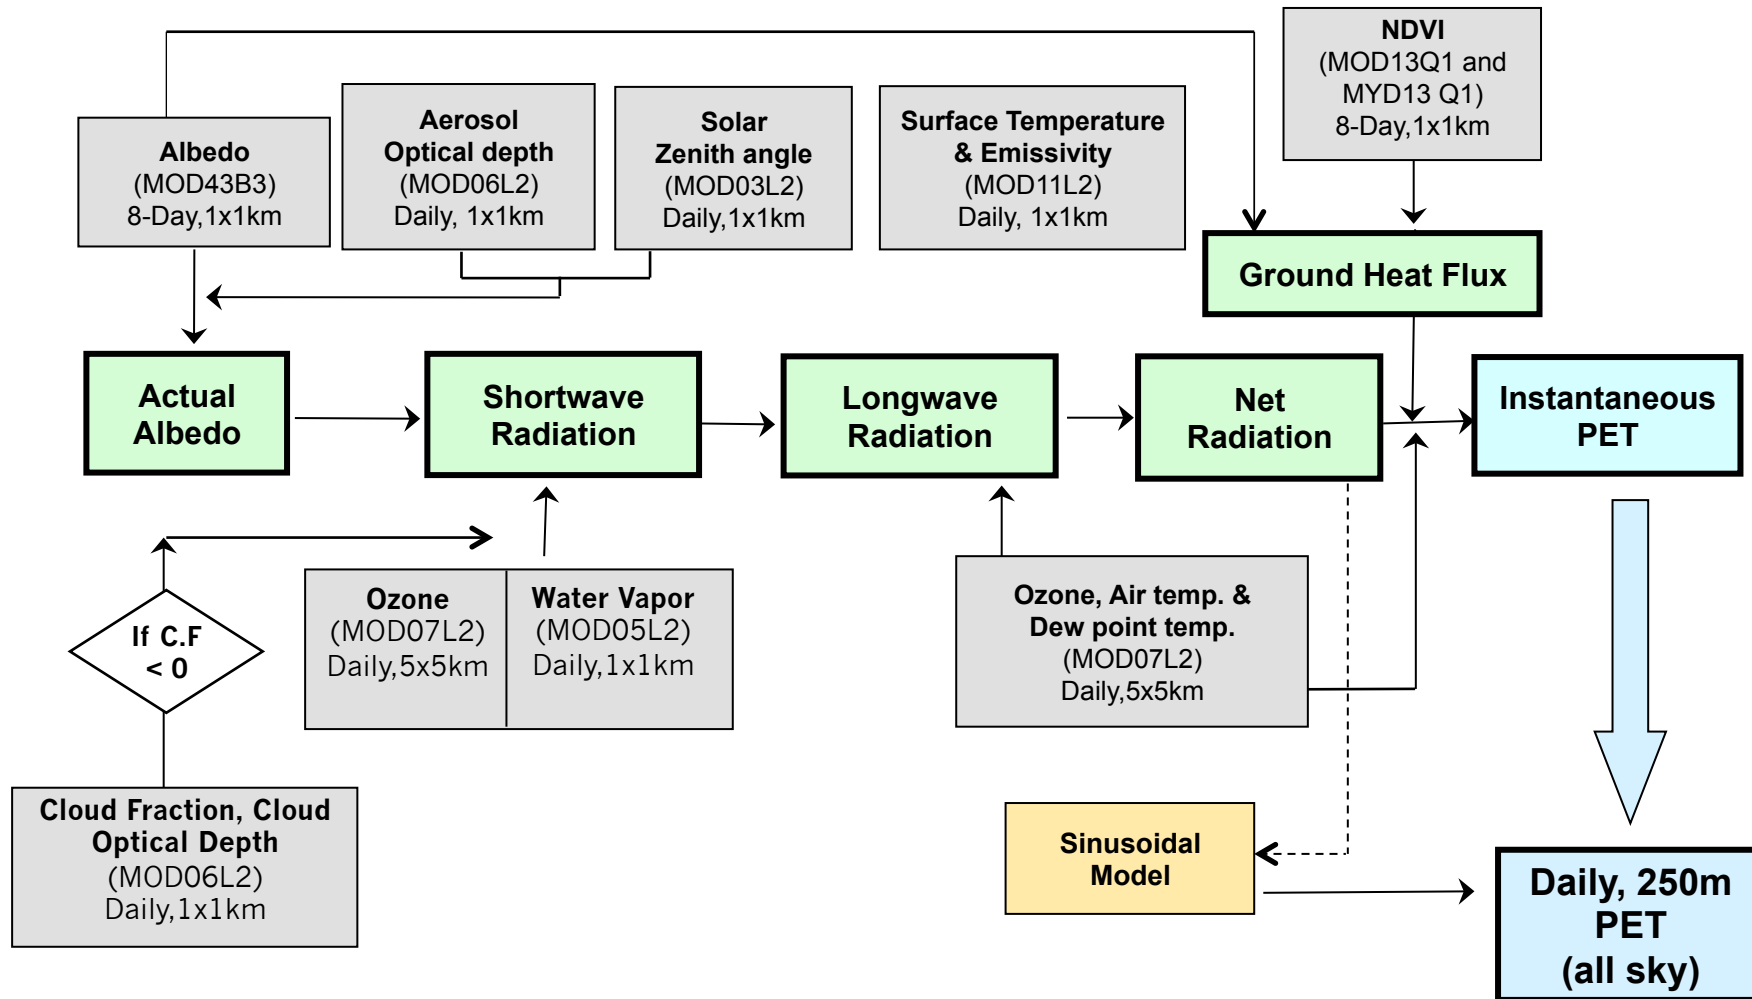 NDVI
(MOD13Q1 and
MYD13 Q1)
8-Day,1x1km
Albedo
(MOD43B3)
8-Day,1x1km
Aerosol
Optical depth
(MOD06L2)
Daily, 1x1km
Solar
Zenith angle
(MOD03L2)
Daily,1x1km
Surface Temperature
& Emissivity
(MOD11L2)
Daily, 1x1km
Ground Heat Flux
Actual
Albedo
Shortwave
Radiation
Longwave
Radiation
Net
Radiation
Instantaneous
PET
If C.F
< 0
Ozone
(MOD07L2)
Daily,5x5km
Water Vapor
(MOD05L2)
Daily,1x1km
Ozone, Air temp. &
Dew point temp.
(MOD07L2)
Daily,5x5km
Cloud Fraction, Cloud
Optical Depth
(MOD06L2)
Daily,1x1km
Sinusoidal
Model
Daily, 250m
PET
(all sky)